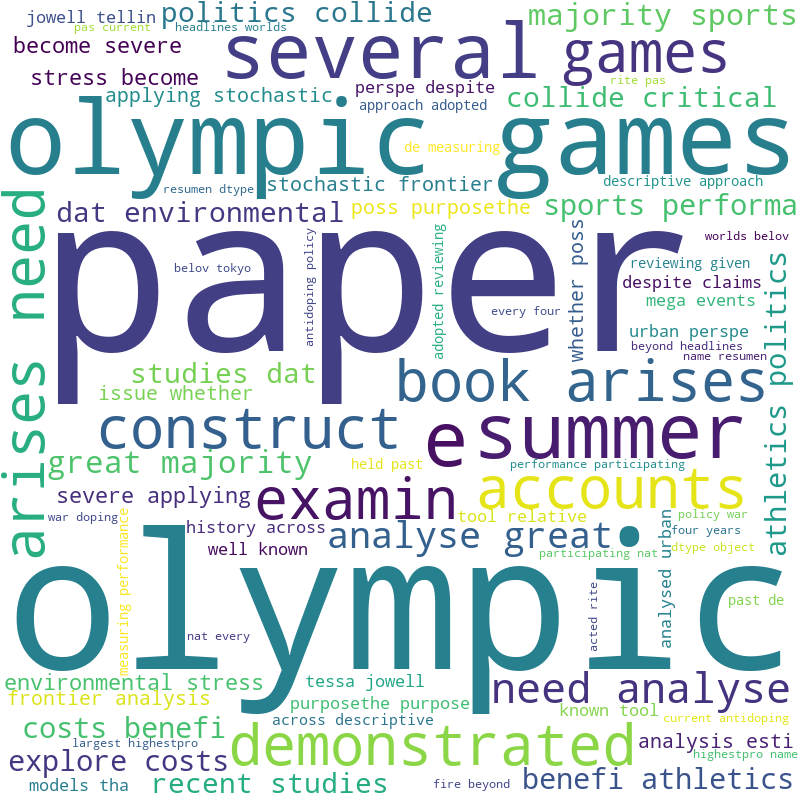 jowell tellin
politics collide
majority sports
pas current
headlines worlds
several
games
become severe
stress become
perspe despite
rite pas
applying stochastic
approach adopted
collide critical
olympic games
de measuring
resumen dtype
stochastic frontier
descriptive approach
dat environmental
poss purposethe
sports performa
arises need
paper
antidoping policy
adopted reviewing
whether poss
worlds belov
belov tokyo
reviewing given
despite claims
mega events
every four
urban perspe
beyond headlines
name resumen
athletics politics
studies dat
issue whether
book arises
construct
e
summer
great majority
held past
performance participating
severe applying
examin
accounts
war doping
history across
tool relative
policy war
well known
analyse great
four years
participating nat
dtype object
measuring performance
olympic
analysed urban
acted rite
past de
nat every
environmental stress
tessa jowell
frontier analysis
purposethe purpose
need analyse
known tool
costs benefi
across descriptive
current antidoping
largest highestpro
demonstrated
analysis esti
highestpro name
explore costs
models tha
recent studies
fire beyond
benefi athletics